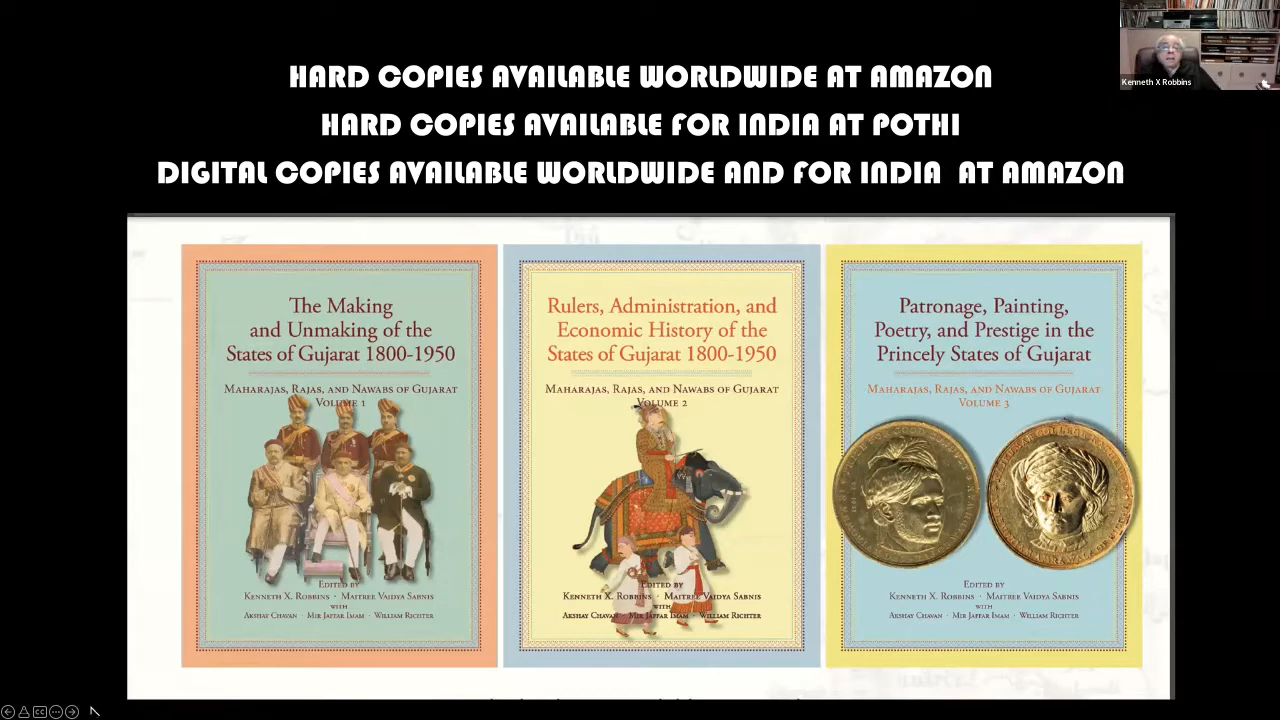 HARD COPIES AVAILABLE WORLDWIDE AT AMAZON
HARD COPIES AVAILABLE FOR INDIA AT POTHI
DIGITAL COPIES AVAILABLE WORLDWIDE AND FOR INDIA AT AMAZON
Kenneth X Robbins
The Making
and Unmaking of the
States of Gujarat 1800-1950
Maharajas, Rajas, and Nawabs of Gujarat
Volume 1
Edited by
Kenneth X. Robbins · Maitree Vaidya Sabnis
with
Akshay Chavan · Mir Jaffar Imam · William Richter
Rulers, Administration, and
Economic History of the
States of Gujarat 1800-1950
Maharajas, Rajas, and Nawabs of Gujarat
Volume 2
Edited by
Kenneth X. Robbins · Maitree Vaidya Sabnis
with
Akshay Chavan · Mir Jaffar Imam · William Richter
Patronage, Painting,
Poetry, and Prestige in the
Princely States of Gujarat
Maharajas, Rajas, and Nawabs of Gujarat
Volume 3
Edited by
Kenneth X. Robbins · Maitree Vaidya Sabnis
with
Akshay Chavan · Mir Jaffar Imam · William Richter